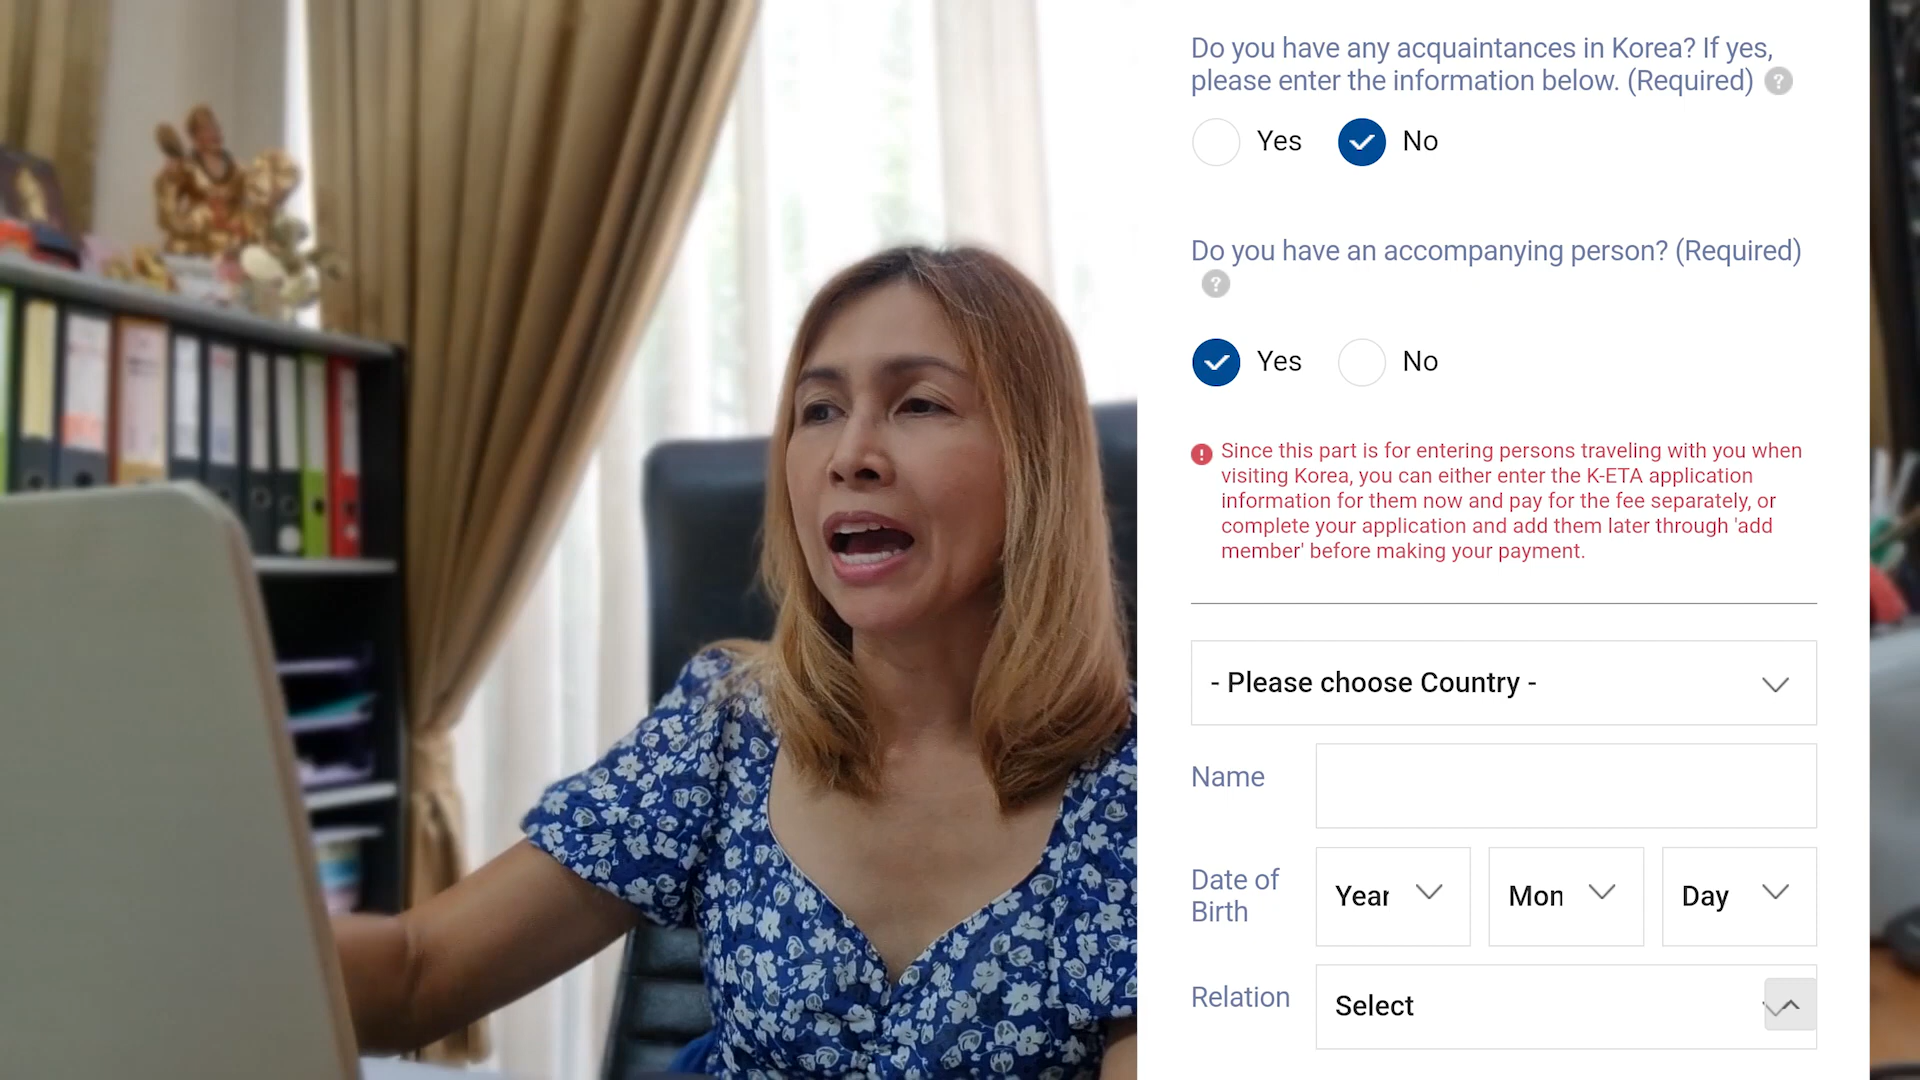 Do you have any acquaintances in Korea? If yes,
please enter the information below. (Required) ?
Yes No
Do you have an accompanying person? (Required)
?
Yes No
Since this part is for entering persons traveling with you when
visiting Korea, you can either enter the K-ETA application
information for them now and pay for the fee separately, or
complete your application and add them later through 'add
member' before making your payment.
- Please choose Country -
Name
Date of
Birth
Year Mon Day
Relation Select